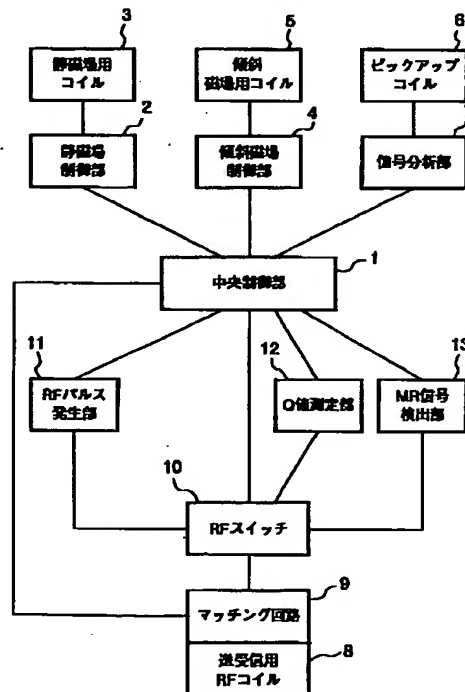 3
5
6
静磁場用
コイル
傾斜
磁場用コイル
ピックアップ
コイル
2
4
静磁場
制御部
傾斜磁場
制御部
信号分析部
1
中央制御部
11
12
13
RFパルス
発生部
Q値測定部
MR信号
検出部
10
RFスイッチ
9
マッチング回路
8
送受信用
RFコイル